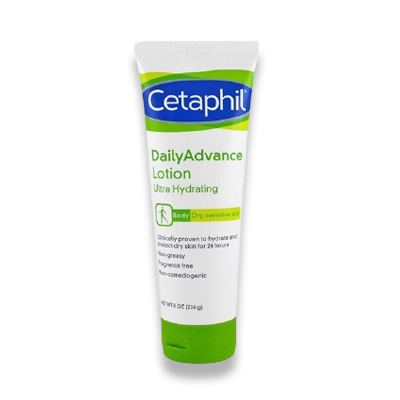 Cetaphil®
DailyAdvance
Lotion
Ultra Hydrating
Body Dry, sensitive skin
Clinically proven to hydrate and
protect dry skin for 24 hours
Non-greasy
Fragrance free
Non-comedogenic
NET WT 8 OZ (226 g)